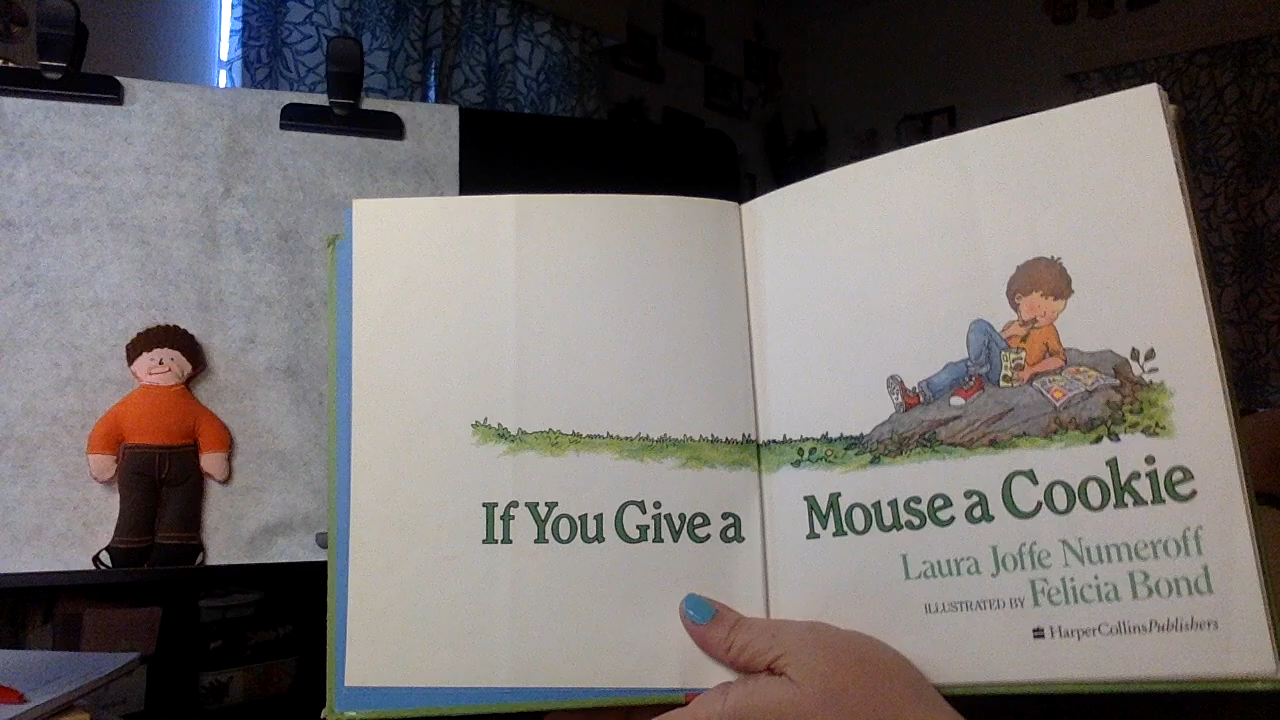 If You Give a Mouse a Cookie
Laura Joffe Numeroff
ILLUSTRATED BY Felicia Bond
HarperCollinsPublishers